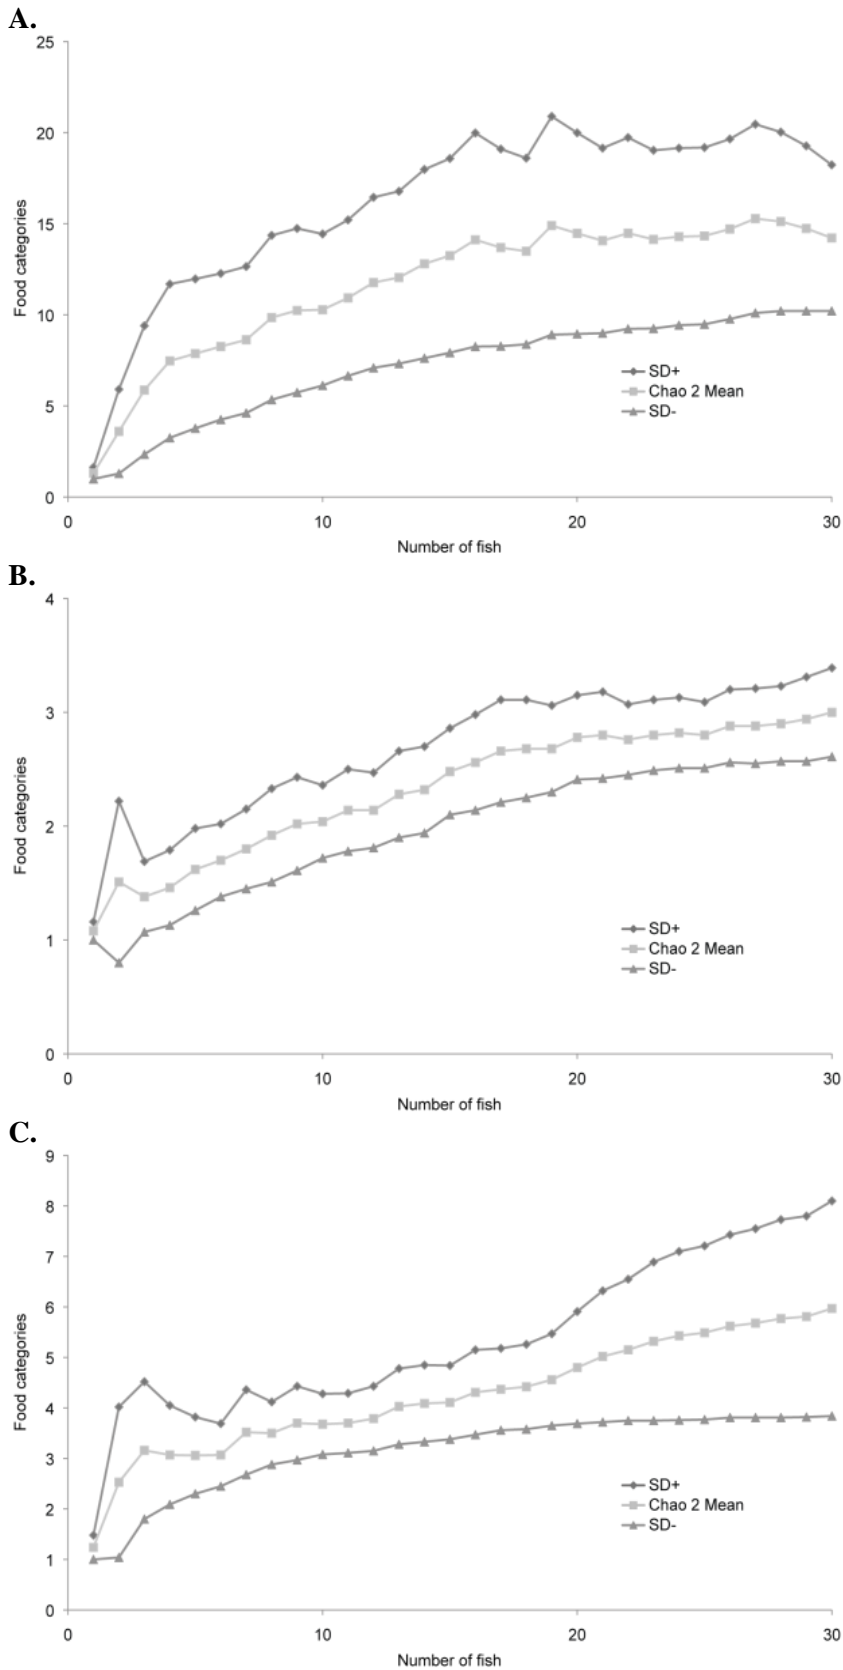 A.
25
20
15
10
5
0
Food categories
SD+
Chao 2 Mean
SD-
0 10 20 30
Number of fish
B.
4
3
2
1
0
Food categories
SD+
Chao 2 Mean
SD-
0 10 20 30
Number of fish
C.
9
8
7
6
5
4
3
2
1
0
Food categories
SD+
Chao 2 Mean
SD-
0 10 20 30
Number of fish